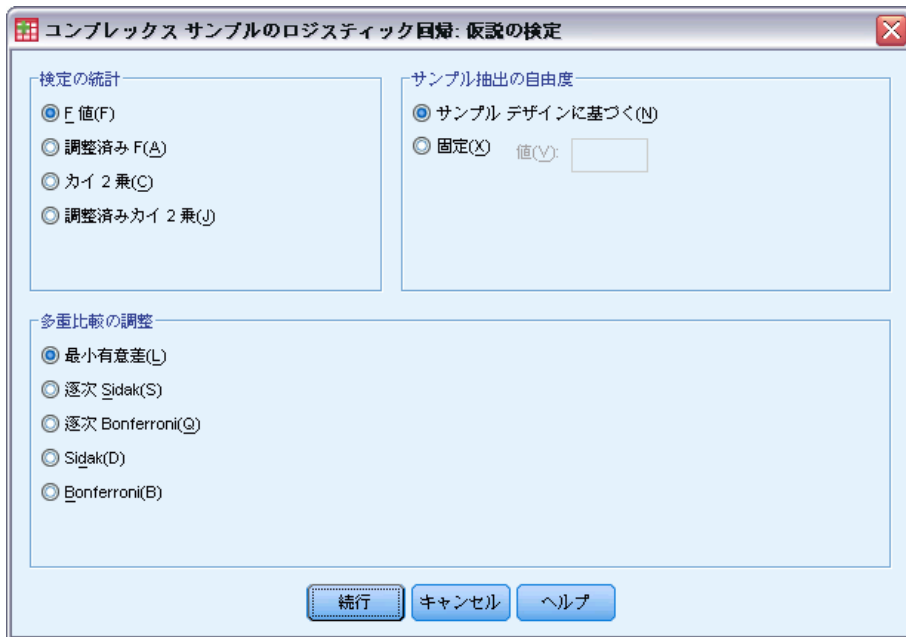 コンプレックス サンプルのロジスティック回帰: 仮説の検定
検定の統計
F 値(F)
調整済み F(A)
カイ 2 乗(C)
調整済みカイ 2 乗(J)
サンプル抽出の自由度
サンプル デザインに基づく(N)
固定(X) 値(V):
多重比較の調整
最小有意差(L)
逐次 Sidak(S)
逐次 Bonferroni(Q)
Sidak(D)
Bonferroni(B)
続行 キャンセル ヘルプ